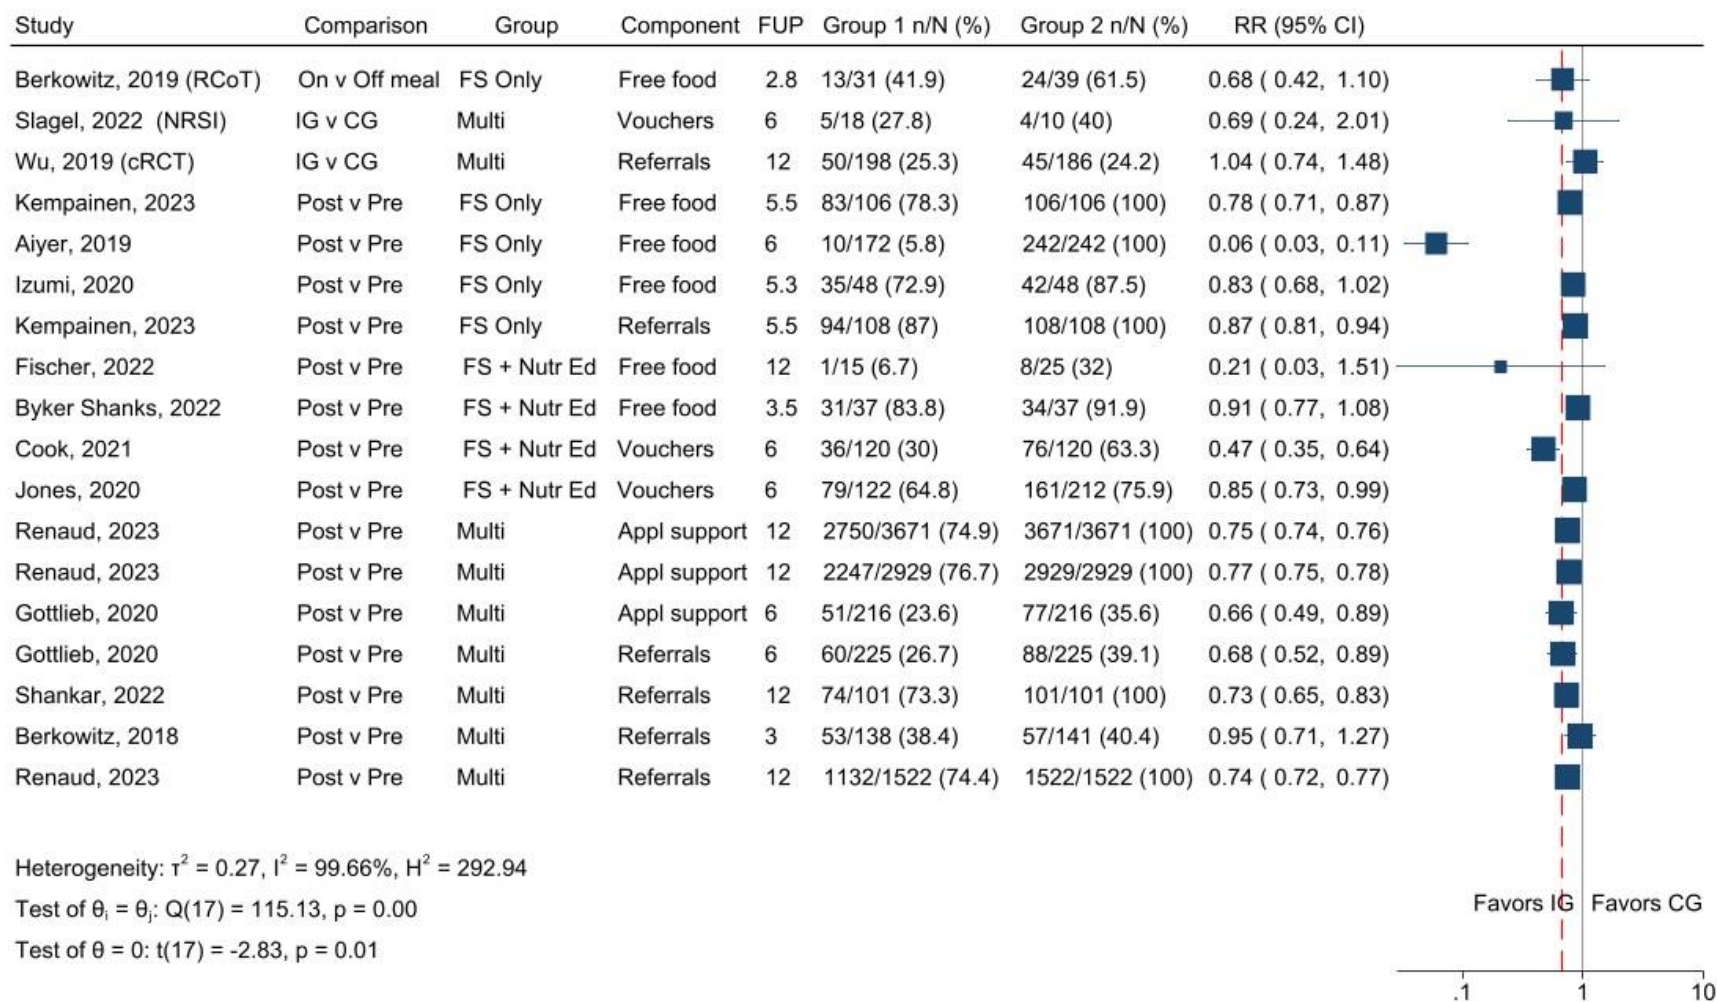 Study Comparison Group Component FUP Group 1 n/N (%) Group 2 n/N (%) RR (95% CI)
Berkowitz, 2019 (RCoT) On v Off meal FS Only Free food 2.8 13/31 (41.9) 24/39 (61.5) 0.68 ( 0.42, 1.10)
Slagel, 2022 (NRSI) IG v CG Multi Vouchers 6 5/18 (27.8) 4/10 (40) 0.69 ( 0.24, 2.01)
Wu, 2019 (cRCT) IG v CG Multi Referrals 12 50/198 (25.3) 45/186 (24.2) 1.04 ( 0.74, 1.48)
Kempainen, 2023 Post v Pre FS Only Free food 5.5 83/106 (78.3) 106/106 (100) 0.78 ( 0.71, 0.87)
Aiyer, 2019 Post v Pre FS Only Free food 6 10/172 (5.8) 242/242 (100) 0.06 ( 0.03, 0.11)
Izumi, 2020 Post v Pre FS Only Free food 5.3 35/48 (72.9) 42/48 (87.5) 0.83 ( 0.68, 1.02)
Kempainen, 2023 Post v Pre FS Only Referrals 5.5 94/108 (87) 108/108 (100) 0.87 ( 0.81, 0.94)
Fischer, 2022 Post v Pre FS + Nutr Ed Free food 12 1/15 (6.7) 8/25 (32) 0.21 ( 0.03, 1.51)
Byker Shanks, 2022 Post v Pre FS + Nutr Ed Free food 3.5 31/37 (83.8) 34/37 (91.9) 0.91 ( 0.77, 1.08)
Cook, 2021 Post v Pre FS + Nutr Ed Vouchers 6 36/120 (30) 76/120 (63.3) 0.47 ( 0.35, 0.64)
Jones, 2020 Post v Pre FS + Nutr Ed Vouchers 6 79/122 (64.8) 161/212 (75.9) 0.85 ( 0.73, 0.99)
Renaud, 2023 Post v Pre Multi Appl support 12 2750/3671 (74.9) 3671/3671 (100) 0.75 ( 0.74, 0.76)
Renaud, 2023 Post v Pre Multi Appl support 12 2247/2929 (76.7) 2929/2929 (100) 0.77 ( 0.75, 0.78)
Gottlieb, 2020 Post v Pre Multi Appl support 6 51/216 (23.6) 77/216 (35.6) 0.66 ( 0.49, 0.89)
Gottlieb, 2020 Post v Pre Multi Referrals 6 60/225 (26.7) 88/225 (39.1) 0.68 ( 0.52, 0.89)
Shankar, 2022 Post v Pre Multi Referrals 12 74/101 (73.3) 101/101 (100) 0.73 ( 0.65, 0.83)
Berkowitz, 2018 Post v Pre Multi Referrals 3 53/138 (38.4) 57/141 (40.4) 0.95 ( 0.71, 1.27)
Renaud, 2023 Post v Pre Multi Referrals 12 1132/1522 (74.4) 1522/1522 (100) 0.74 ( 0.72, 0.77)
Heterogeneity: τ² = 0.27, I² = 99.66%, H² = 292.94
Favors IG Favors CG
Test of θᵢ = θⱼ: Q(17) = 115.13, p = 0.00
Test of θ = 0: t(17) = -2.83, p = 0.01
.1 1 10